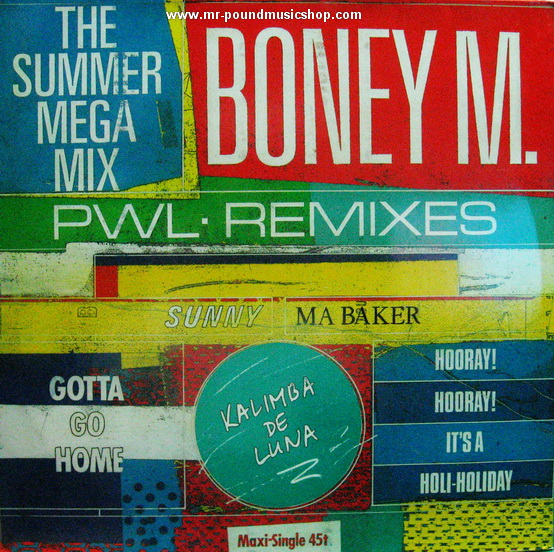 www.mr-poundmusicshop.com
THE
SUMMER
MEGA
MIX
BONEY M.
PWL· REMIXES
SUNNY
MA BAKER
GOTTA
GO
HOME
KALIMBA
DE
LUNA
HOORAY!
HOORAY!
IT'S A
HOLI-HOLIDAY
Maxi-Single 45t